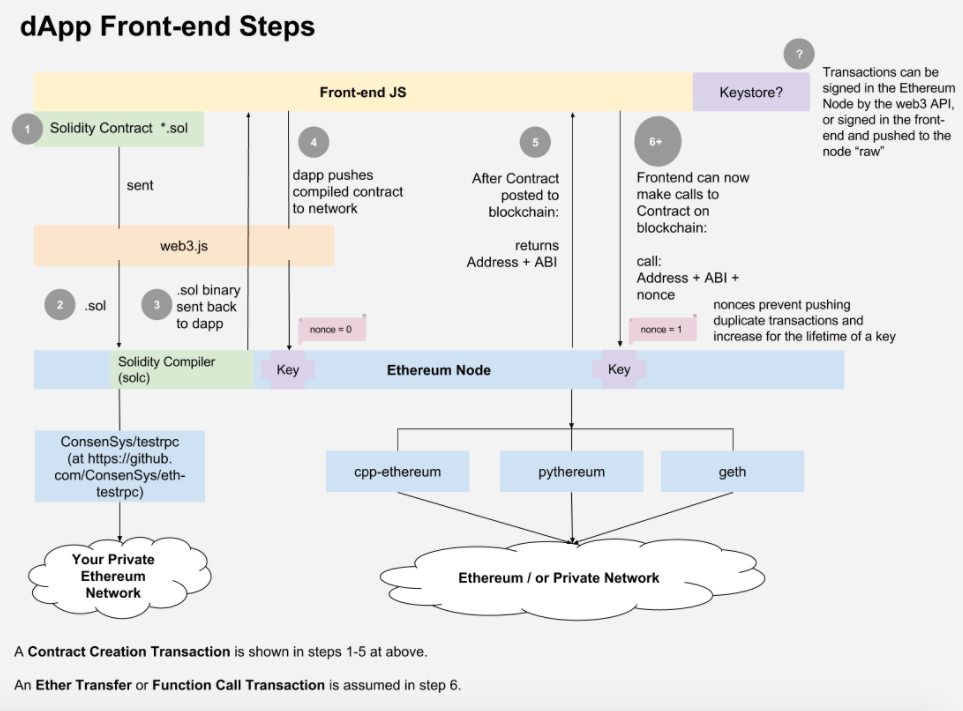 dApp Front-end Steps
?
Front-end JS
Keystore?
Transactions can be
signed in the Ethereum
Node by the web3 API,
or signed in the front-
end and pushed to the
node “raw”
1
Solidity Contract *.sol
sent
4
dapp pushes
compiled contract
to network
5
After Contract
posted to
blockchain:
returns
Address + ABI
6+
Frontend can now
make calls to
Contract on
blockchain:
call:
Address + ABI +
nonce
web3.js
2
.sol
3
.sol binary
sent back
to dapp
nonce = 0
nonce = 1
nonces prevent pushing
duplicate transactions and
increase for the lifetime of a key
Solidity Compiler
(solc)
Key
Ethereum Node
Key
ConsenSys/testrpc
(at https://github.
com/ConsenSys/eth-
testrpc)
cpp-ethereum
pythereum
geth
Your Private
Ethereum
Network
Ethereum / or Private Network
A Contract Creation Transaction is shown in steps 1-5 at above.
An Ether Transfer or Function Call Transaction is assumed in step 6.